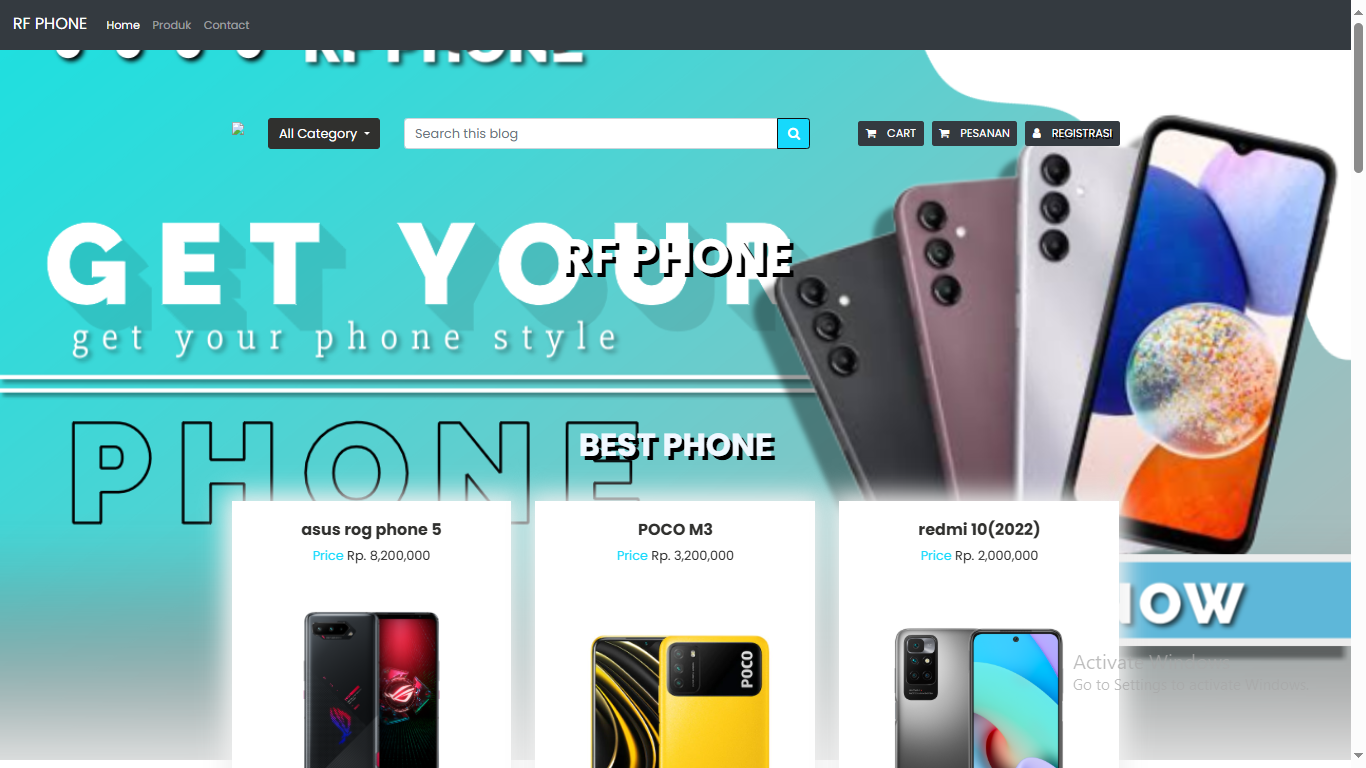 RF PHONE Home Produk Contact
RF PHONE
All Category Search this blog CART PESANAN REGISTRASI
GET YOUR
RF PHONE
get your phone style
PHONE
BEST PHONE
asus rog phone 5 POCO M3 redmi 10(2022)
Price Rp. 8,200,000 Price Rp. 3,200,000 Price Rp. 2,000,000
NOW
POCO
Activate Windows
Go to Settings to activate Windows.